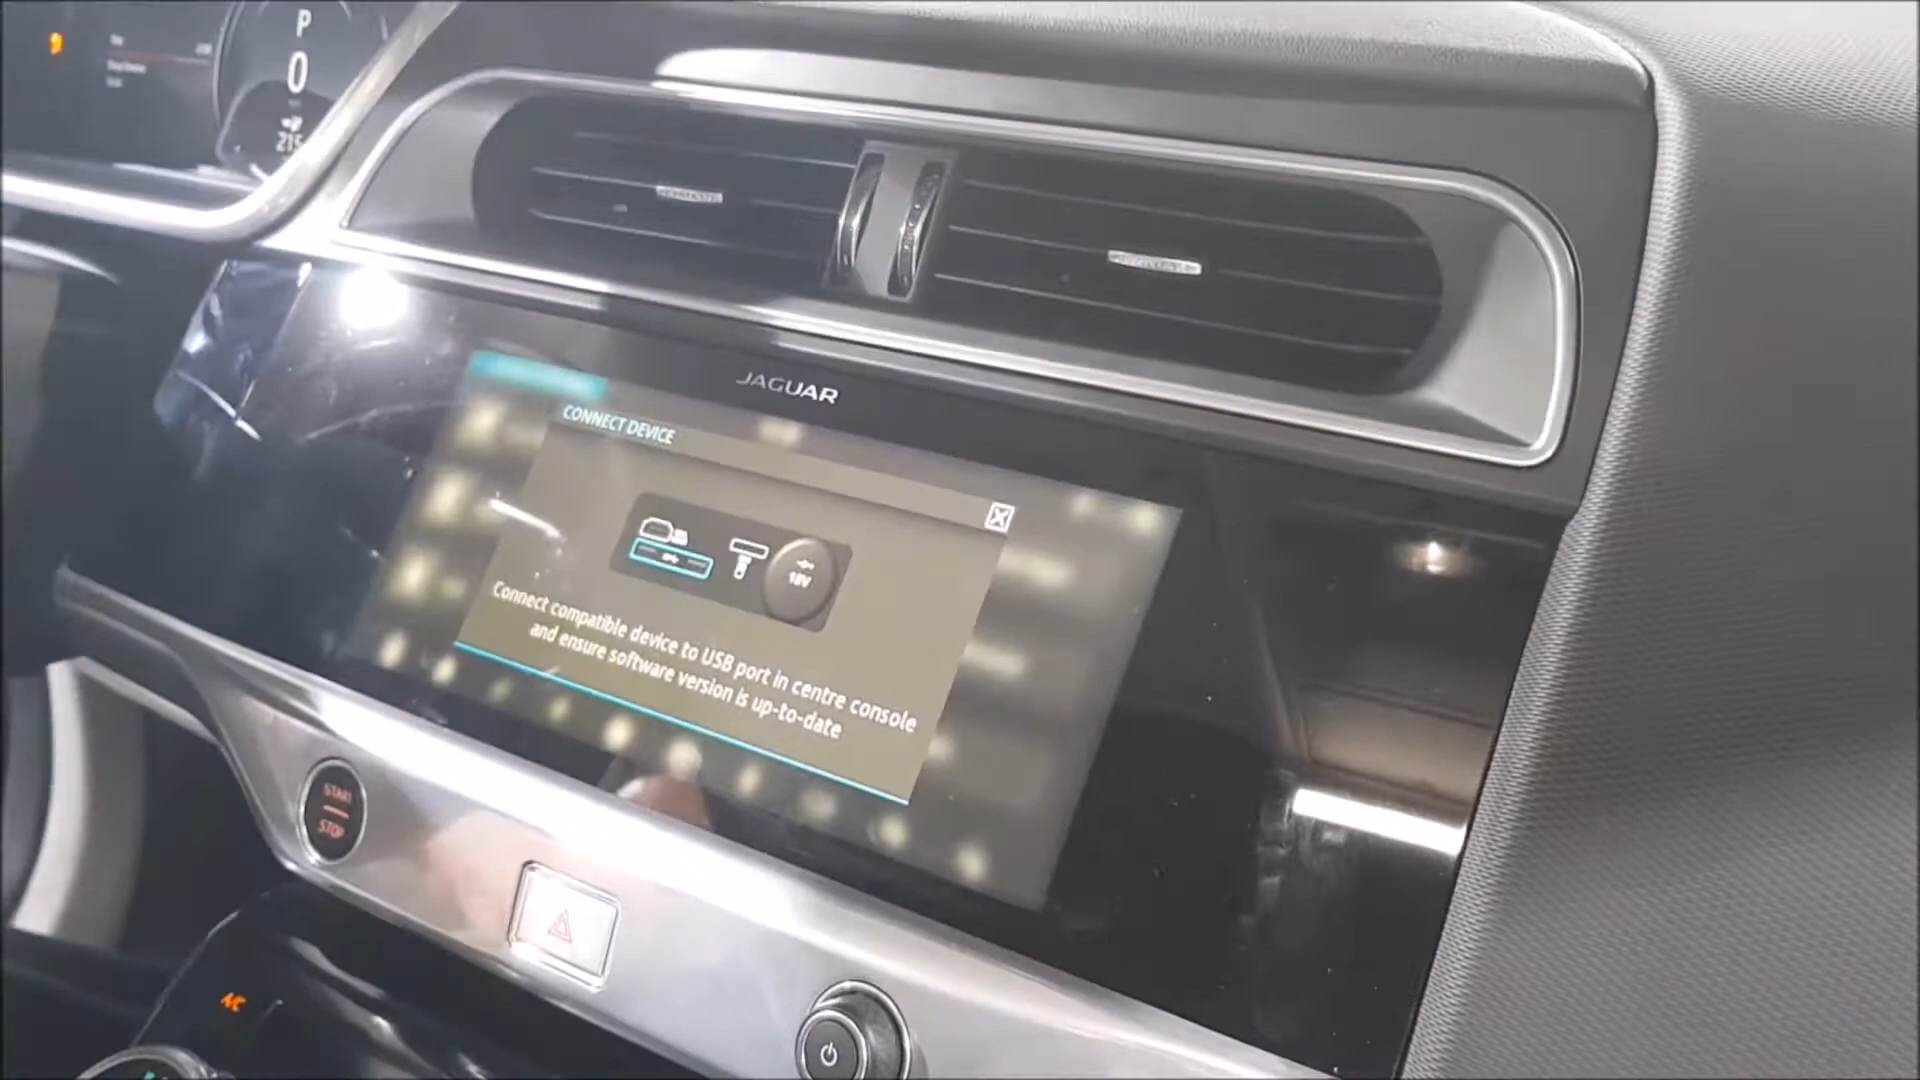 P
0
215
JAGUAR
CONNECT DEVICE
Connect compatible device to USB port in centre console
and ensure software version is up-to-date
START
STOP
A/C